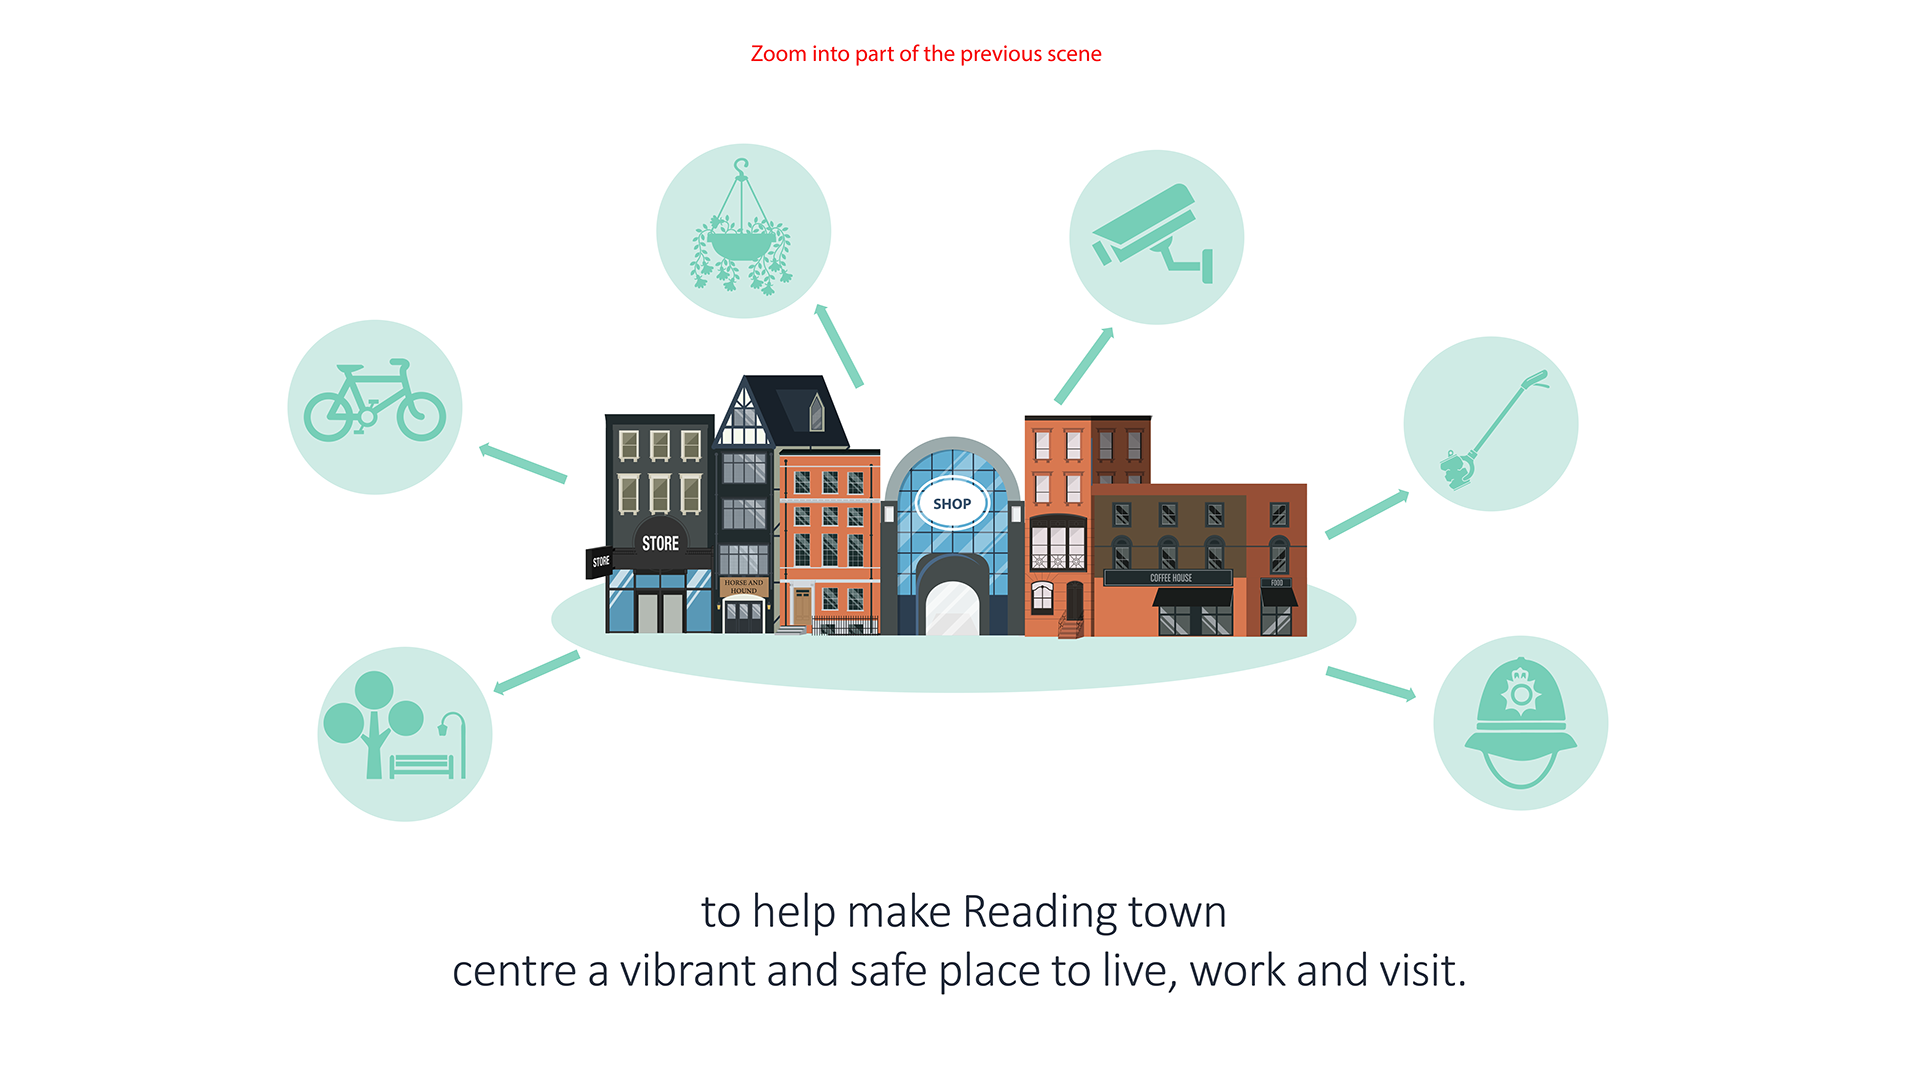 Zoom into part of the previous scene
SHOP
STORE
STORE
HORSE AND
HOUND
COFFEE HOUSE
FOOD
to help make Reading town
centre a vibrant and safe place to live, work and visit.